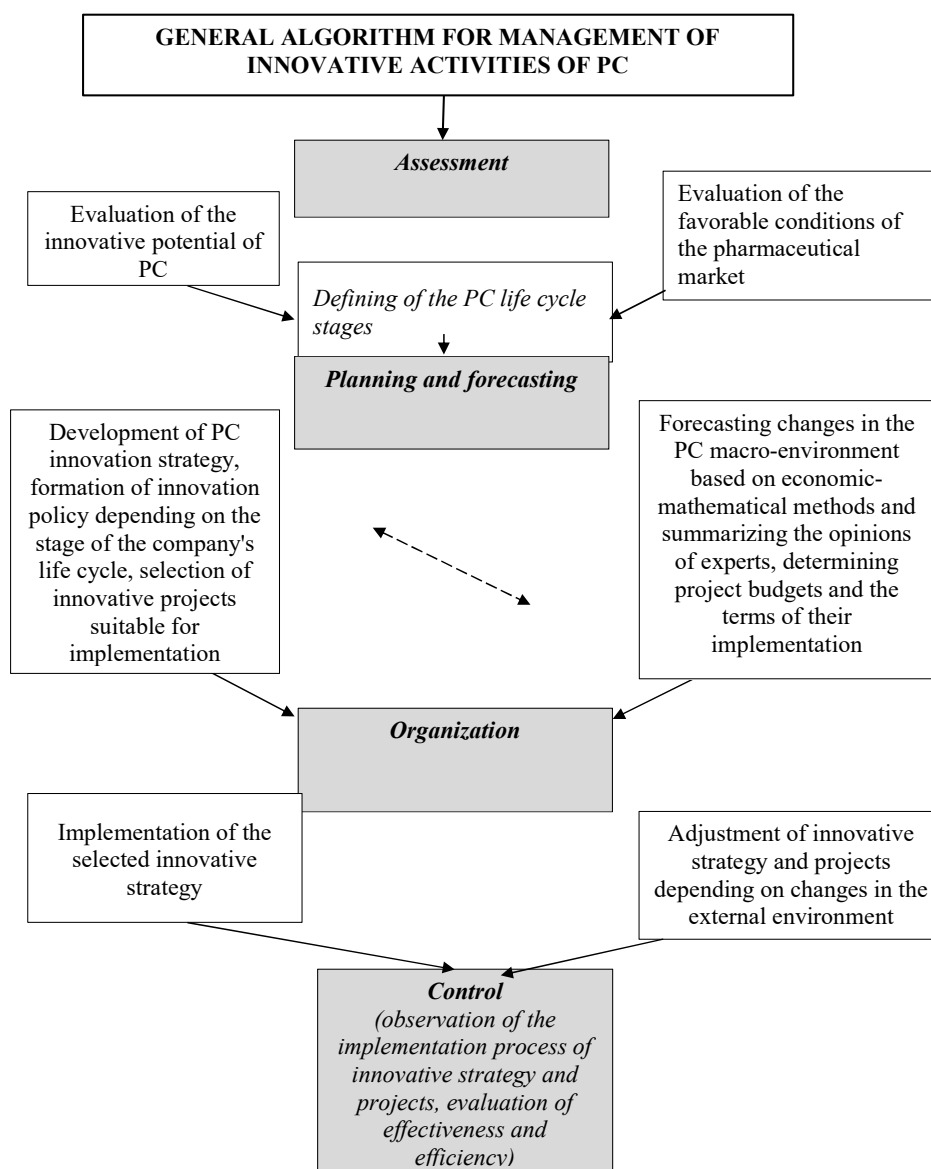 GENERAL ALGORITHM FOR MANAGEMENT OF
INNOVATIVE ACTIVITIES OF PC
Assessment
Evaluation of the
innovative potential of
PC
Evaluation of the
favorable conditions of
the pharmaceutical
market
Defining of the PC life cycle
stages
Planning and forecasting
Development of PC
innovation strategy,
formation of innovation
policy depending on the
stage of the company's
life cycle, selection of
innovative projects
suitable for
implementation
Forecasting changes in the
PC macro-environment
based on economic-
mathematical methods and
summarizing the opinions
of experts, determining
project budgets and the
terms of their
implementation
Organization
Implementation of the
selected innovative
strategy
Adjustment of innovative
strategy and projects
depending on changes in the
external environment
Control
(observation of the
implementation process of
innovative strategy and
projects, evaluation of
effectiveness and
efficiency)